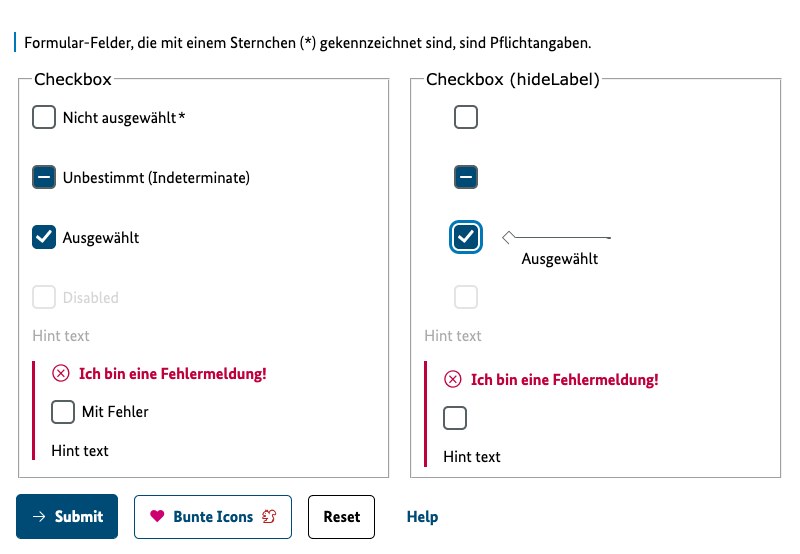 Formular-Felder, die mit einem Sternchen (*) gekennzeichnet sind, sind Pflichtangaben.
Checkbox
Nicht ausgewählt*
Unbestimmt (Indeterminate)
Ausgewählt
Disabled
Hint text
Ich bin eine Fehlermeldung!
Mit Fehler
Hint text
Checkbox (hideLabel)
Ausgewählt
Hint text
Ich bin eine Fehlermeldung!
Hint text
Submit
Bunte Icons
Reset
Help